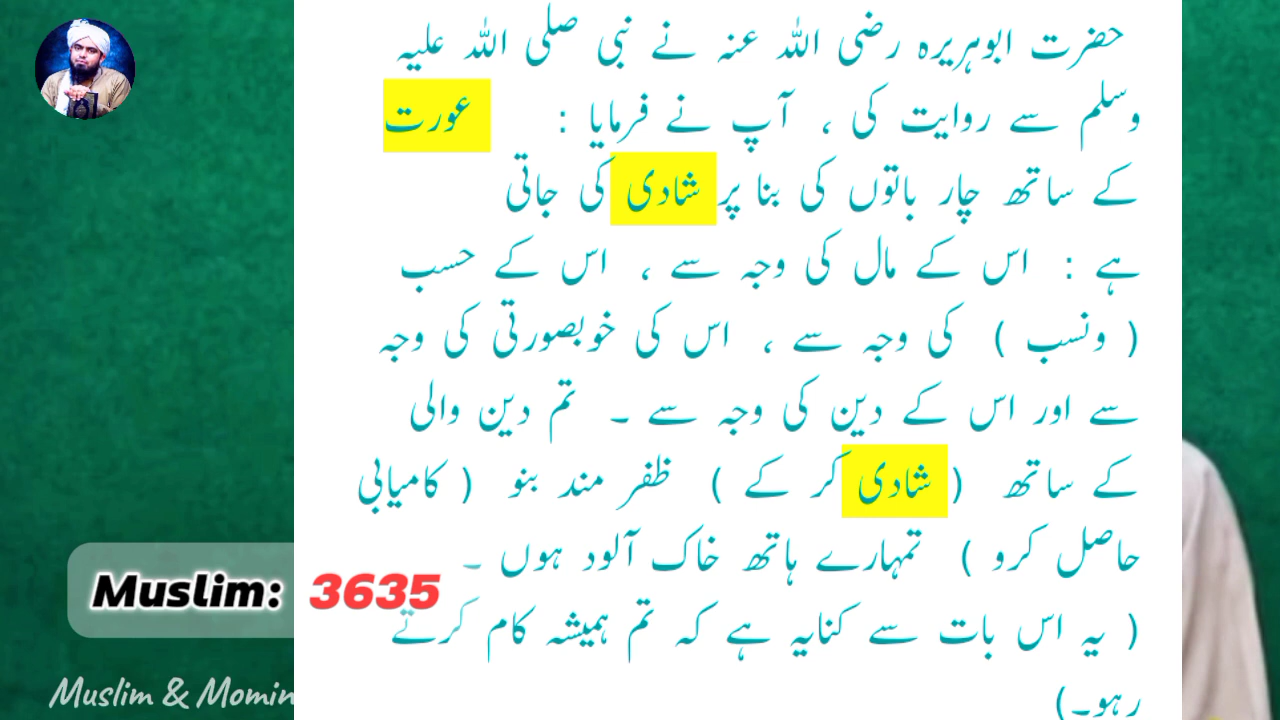 حضرت ابوہریرہ رضی اللہ عنہ نے نبی صلی اللہ علیہ
وسلم سے روایت کی ، آپ نے فرمایا : عورت
کے ساتھ چار باتوں کی بنا پر شادی کی جاتی
ہے : اس کے مال کی وجہ سے ، اس کے حسب
( ونسب ) کی وجہ سے ، اس کی خوبصورتی کی وجہ
سے اور اس کے دین کی وجہ سے ۔ تم دین والی
کے ساتھ ( شادی کر کے ) ظفر مند بنو ( کامیابی
حاصل کرو ) تمہارے ہاتھ خاک آلود ہوں ۔
( یہ اس بات سے کنایہ ہے کہ تم ہمیشہ کام کرتے
رہو ۔)
Muslim: 3635
Muslim & Momin